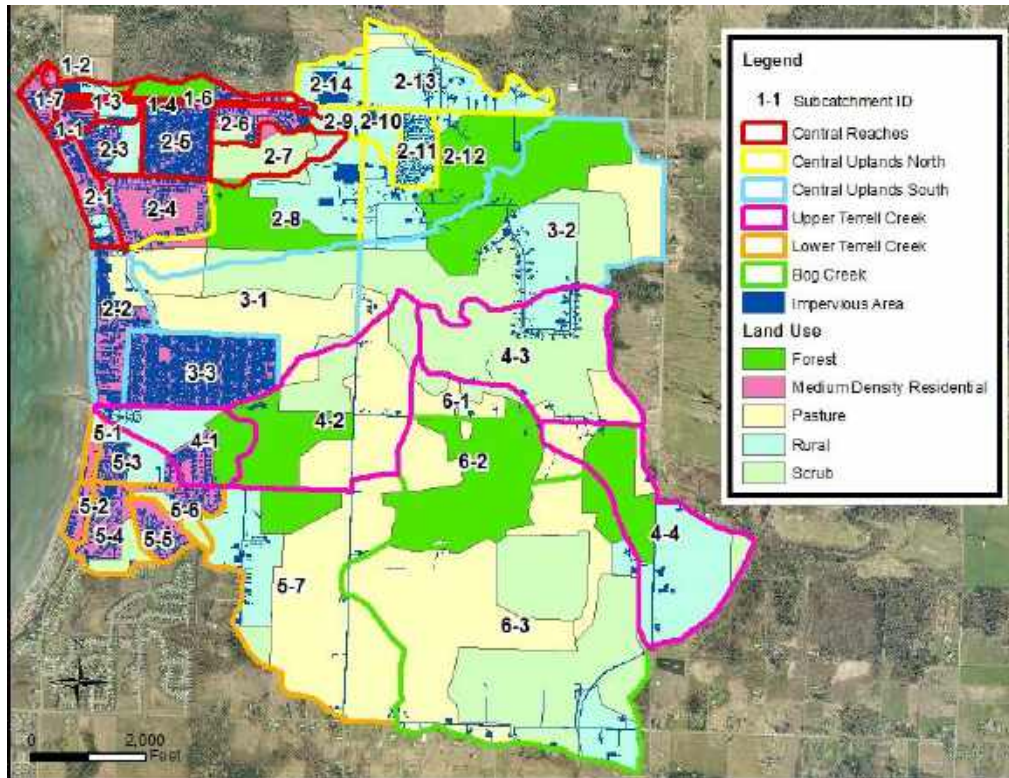 1-2
1-7
1-3
1-4
1-6
1-1
2-3
2-5
2-6
2-7
2-9
2-10
2-14
2-13
2-11
2-12
2-1
2-4
2-8
3-2
2-2
3-1
3-3
4-3
5-1
5-3
4-1
4-2
6-1
6-2
5-2
5-4
5-5
5-6
5-7
4-4
6-3
N
0 2,000
Feet
Legend
1-1 Subcatchment ID
Central Reaches
Central Uplands North
Central Uplands South
Upper Terrell Creek
Lower Terrell Creek
Bog Creek
Impervious Area
Land Use
Forest
Medium Density Residential
Pasture
Rural
Scrub